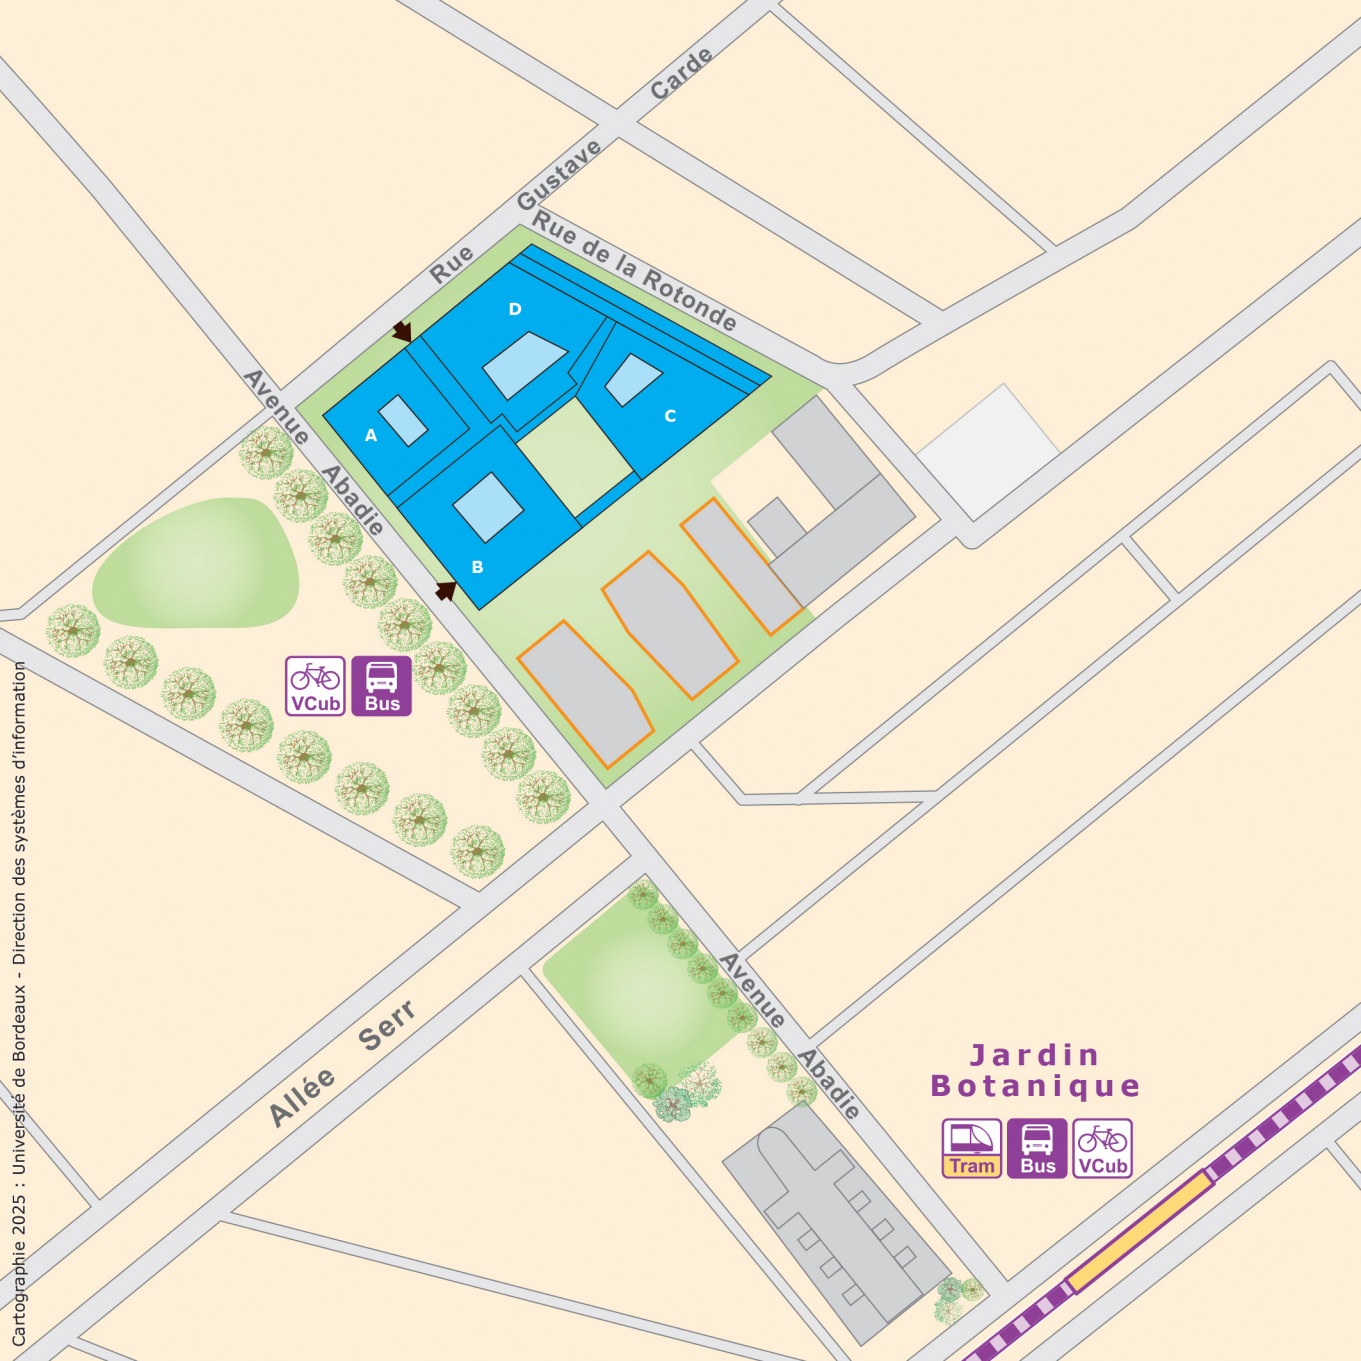 Carde
Gustave
Rue
Rue de la Rotonde
Avenue
Abadie
D
A
C
B
VCub
Bus
Allée Serr
Avenue
Abadie
Jardin
Botanique
Tram
Bus
VCub
Cartographie 2025 : Université de Bordeaux - Direction des systèmes d'information